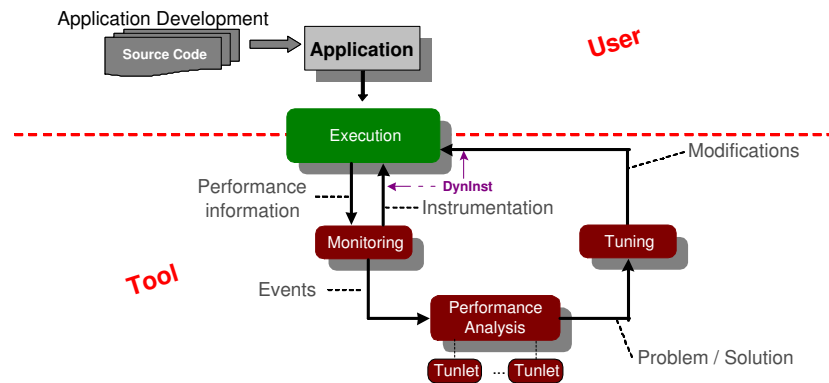 Application Development
Source Code
Application
User
Execution
Modifications
Performance
information
DynInst
Instrumentation
Monitoring
Tuning
Tool
Events
Performance
Analysis
Problem / Solution
Tunlet ... Tunlet